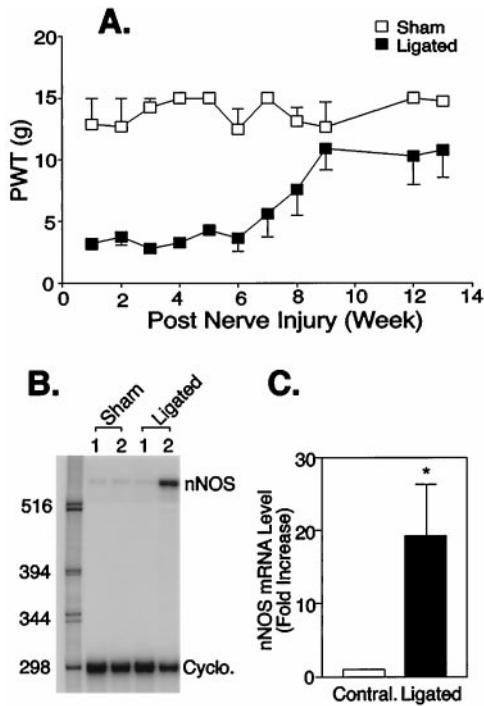 A.
Sham
Ligated
20
15
10
5
0
PWT (g)
0 2 4 6 8 10 12 14
Post Nerve Injury (Week)
B.
Sham Ligated
1 2 1 2
nNOS
516
394
344
298
Cyclo.
C.
30
20
10
0
nNOS mRNA Level
(Fold Increase)
*
Contral. Ligated